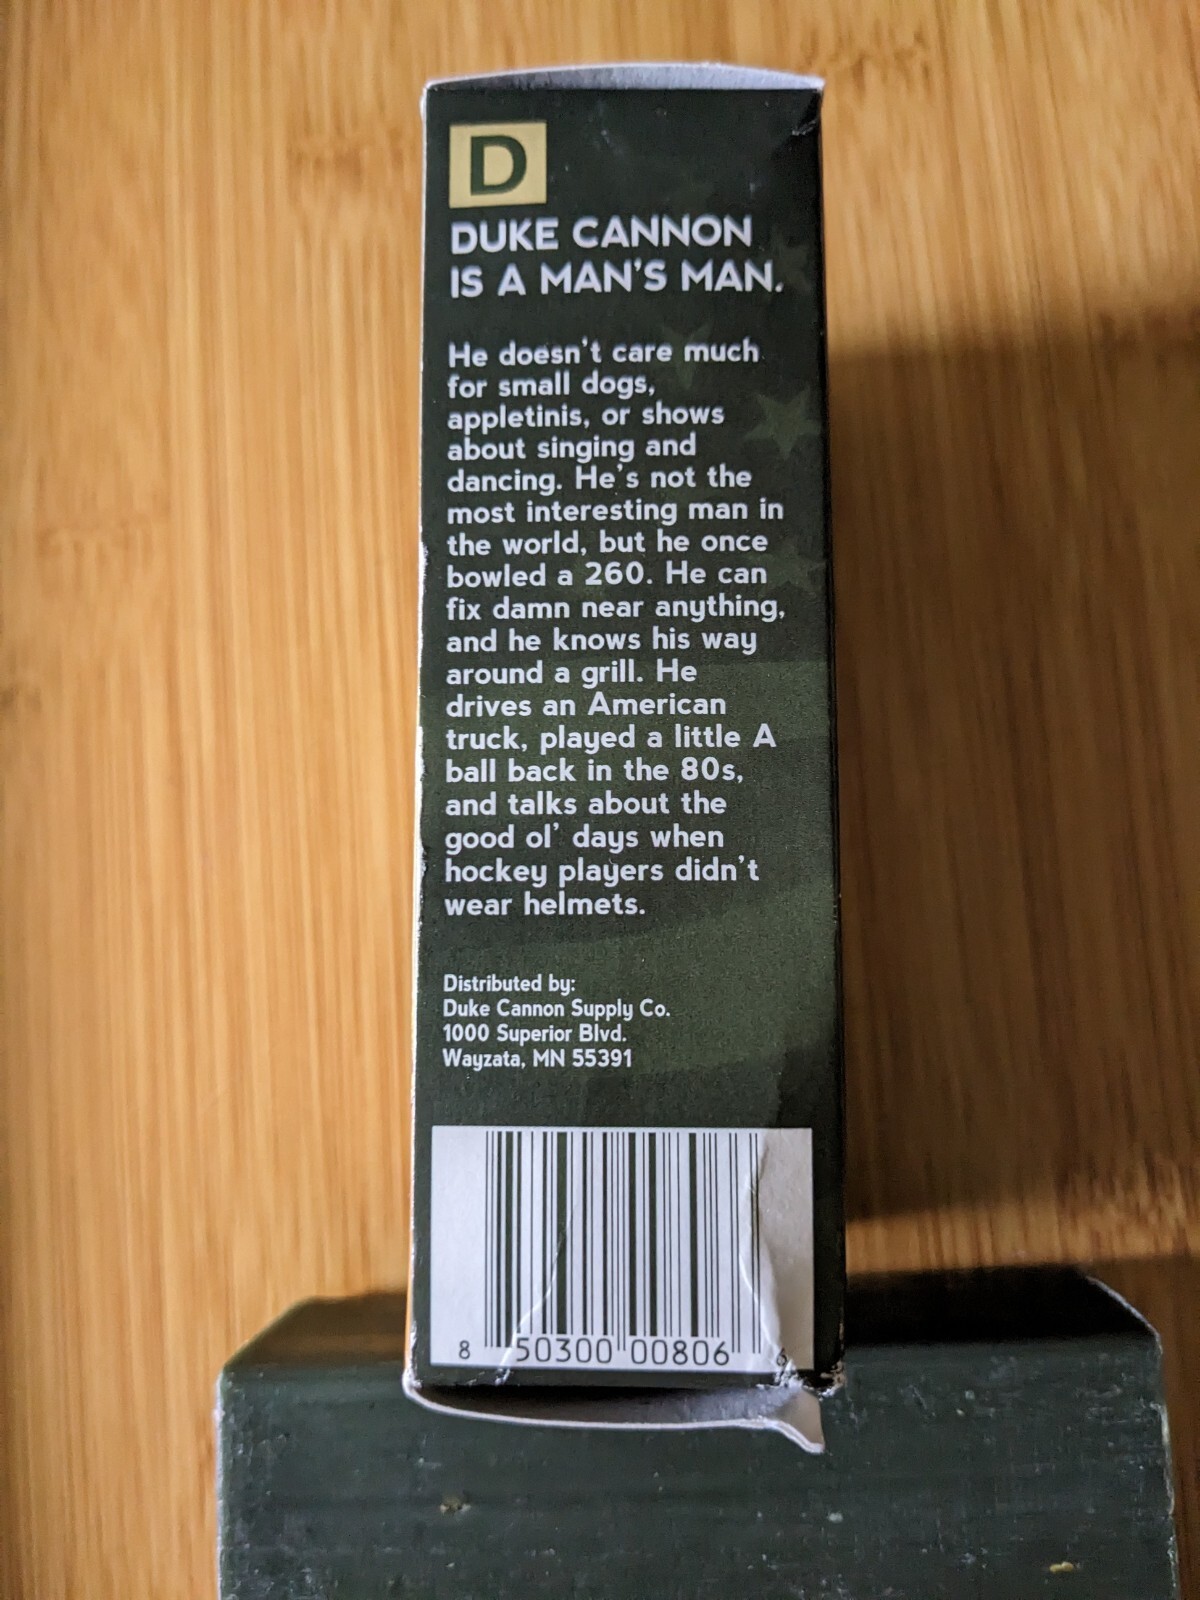 D
DUKE CANNON
IS A MAN'S MAN.
He doesn't care much
for small dogs,
appletinis, or shows
about singing and
dancing. He's not the
most interesting man in
the world, but he once
bowled a 260. He can
fix damn near anything,
and he knows his way
around a grill. He
drives an American
truck, played a little A
ball back in the 80s,
and talks about the
good ol' days when
hockey players didn't
wear helmets.
Distributed by:
Duke Cannon Supply Co.
1000 Superior Blvd.
Wayzata, MN 55391
8 50300 00806 6